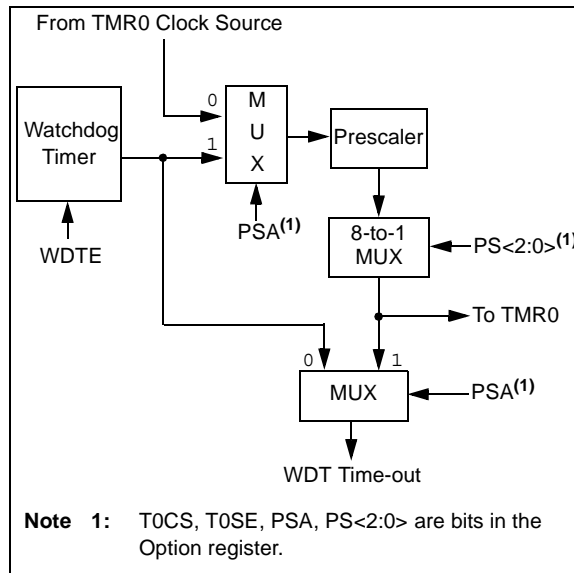 From TMR0 Clock Source
0
M
U
X
1
Watchdog
Timer
Prescaler
WDTE
PSA(1)
8-to-1
MUX
PS<2:0>(1)
To TMR0
0
1
MUX
PSA(1)
WDT Time-out
Note 1: T0CS, T0SE, PSA, PS<2:0> are bits in the
Option register.